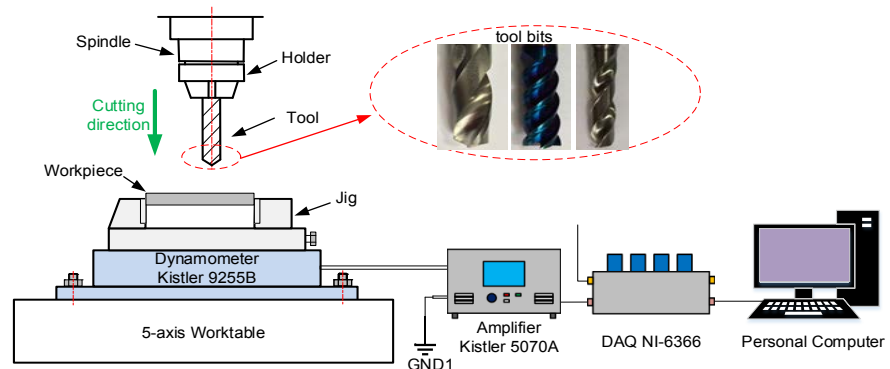 Spindle
Holder
tool bits
Cutting
direction
Tool
Workpiece
Jig
Dynamometer
Kistler 9255B
5-axis Worktable
GND1
Amplifier
Kistler 5070A
DAQ NI-6366
Personal Computer